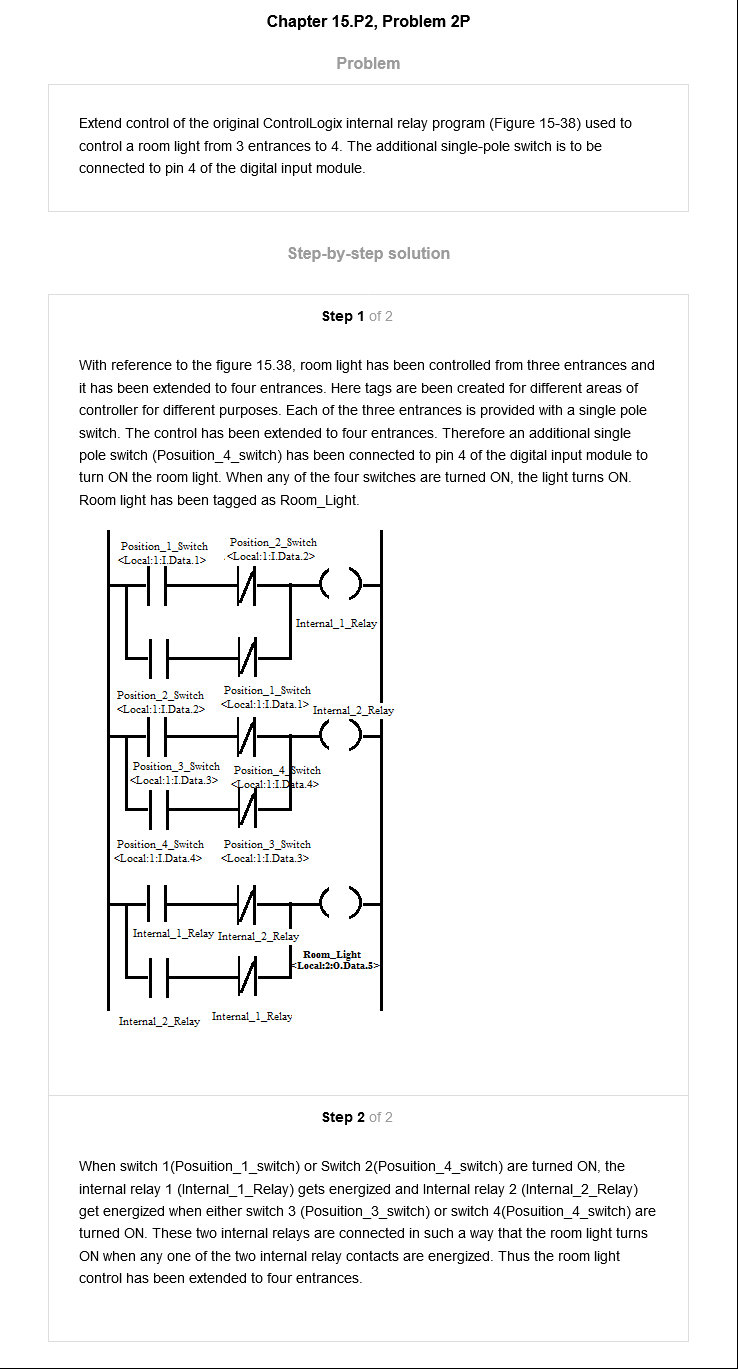 Chapter 15.P2, Problem 2P
Problem
Extend control of the original ControlLogix internal relay program (Figure 15-38) used to
control a room light from 3 entrances to 4. The additional single-pole switch is to be
connected to pin 4 of the digital input module.
Step-by-step solution
Step 1 of 2
With reference to the figure 15.38, room light has been controlled from three entrances and
it has been extended to four entrances. Here tags are been created for different areas of
controller for different purposes. Each of the three entrances is provided with a single pole
switch. The control has been extended to four entrances. Therefore an additional single
pole switch (Posuition_4_switch) has been connected to pin 4 of the digital input module to
turn ON the room light. When any of the four switches are turned ON, the light turns ON.
Room light has been tagged as Room_Light.
Position_1_Switch
<Local:1:I.Data.1>
Position_2_Switch
.<Local:1:I.Data.2>
Internal_1_Relay
Position_2_Switch
<Local:1:I.Data.2>
Position_1_Switch
<Local:1:I.Data.1>
Internal_2_Relay
Position_3_Switch
<Local:1:I.Data.3>
Position_4_Switch
<Local:1:I.Data.4>
Position_4_Switch
<Local:1:I.Data.4>
Position_3_Switch
<Local:1:I.Data.3>
Internal_1_Relay
Internal_2_Relay
Room_Light
<Local:2:O.Data.5>
Internal_2_Relay
Internal_1_Relay
Step 2 of 2
When switch 1(Posuition_1_switch) or Switch 2(Posuition_4_switch) are turned ON, the
internal relay 1 (Internal_1_Relay) gets energized and Internal relay 2 (Internal_2_Relay)
get energized when either switch 3 (Posuition_3_switch) or switch 4(Posuition_4_switch) are
turned ON. These two internal relays are connected in such a way that the room light turns
ON when any one of the two internal relay contacts are energized. Thus the room light
control has been extended to four entrances.